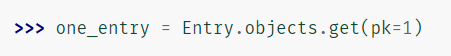 >>> one_entry = Entry.objects.get(pk=1)